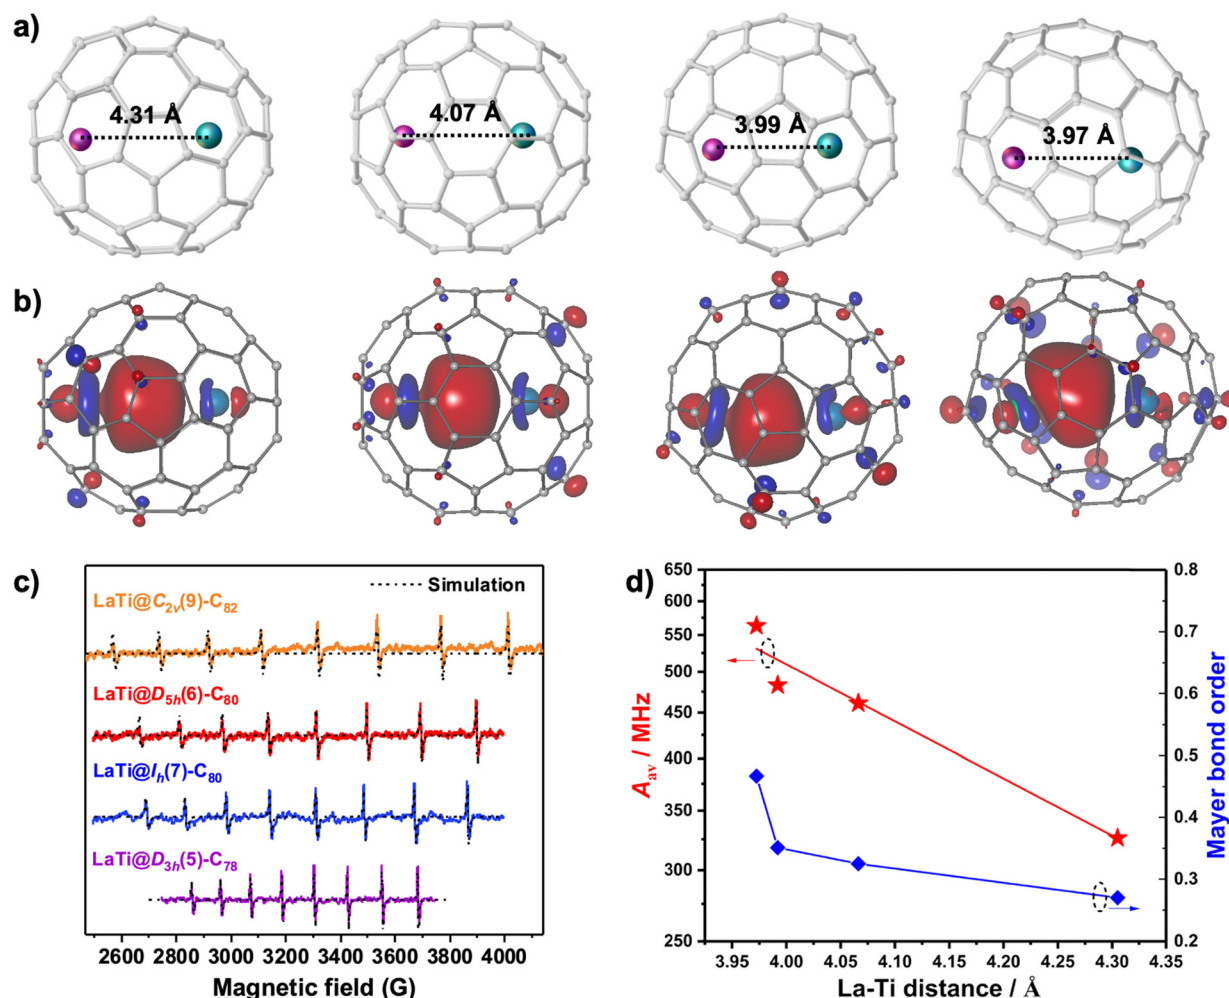 a)
4.31 Å
4.07 Å
3.99 Å
3.97 Å
b)
c)
Simulation
LaTi@C2v(9)-C82
LaTi@D5h(6)-C80
LaTi@Ih(7)-C80
LaTi@D3h(5)-C78
2600 2800 3000 3200 3400 3600 3800 4000
Magnetic field (G)
d)
650
600
550
500
450
400
350
300
250
Aav / MHz
0.8
0.7
0.6
0.5
0.4
0.3
0.2
Mayer bond order
3.95 4.00 4.05 4.10 4.15 4.20 4.25 4.30 4.35
La-Ti distance / Å